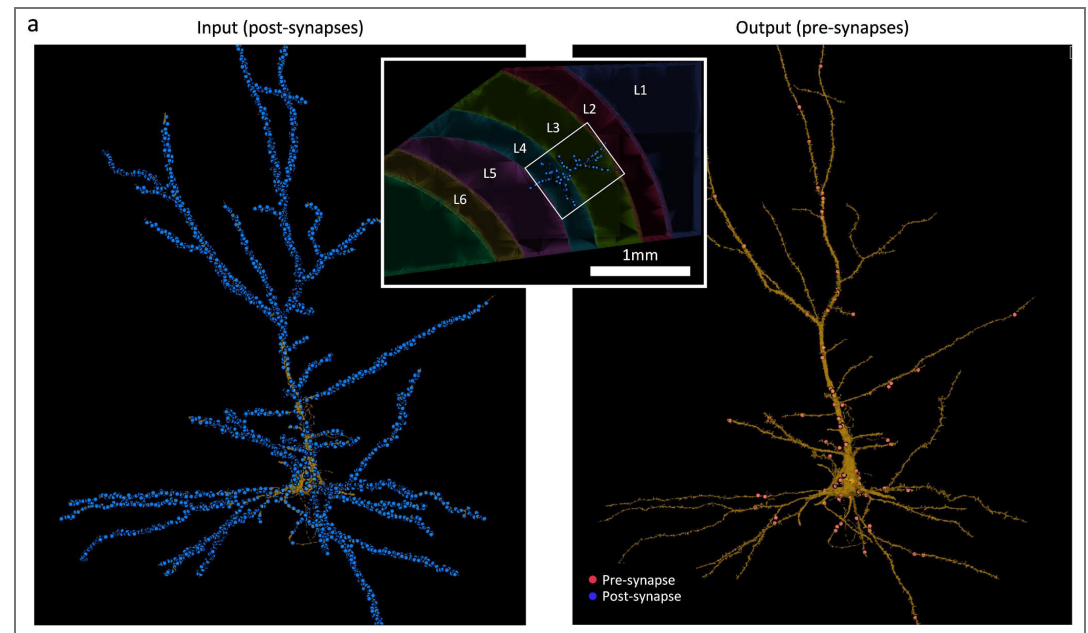 a
Input (post-synapses)
Output (pre-synapses)
L1
L2
L3
L4
L5
L6
1mm
Pre-synapse
Post-synapse